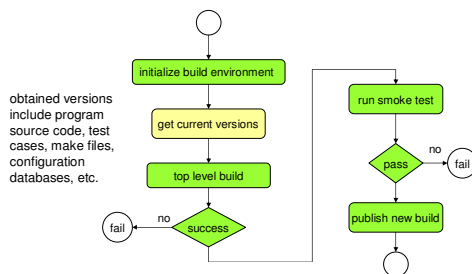 initialize build environment
obtained versions
include program
source code, test
cases, make files,
configuration
databases, etc.
get current versions
top level build
success
no
fail
run smoke test
pass
no
fail
publish new build